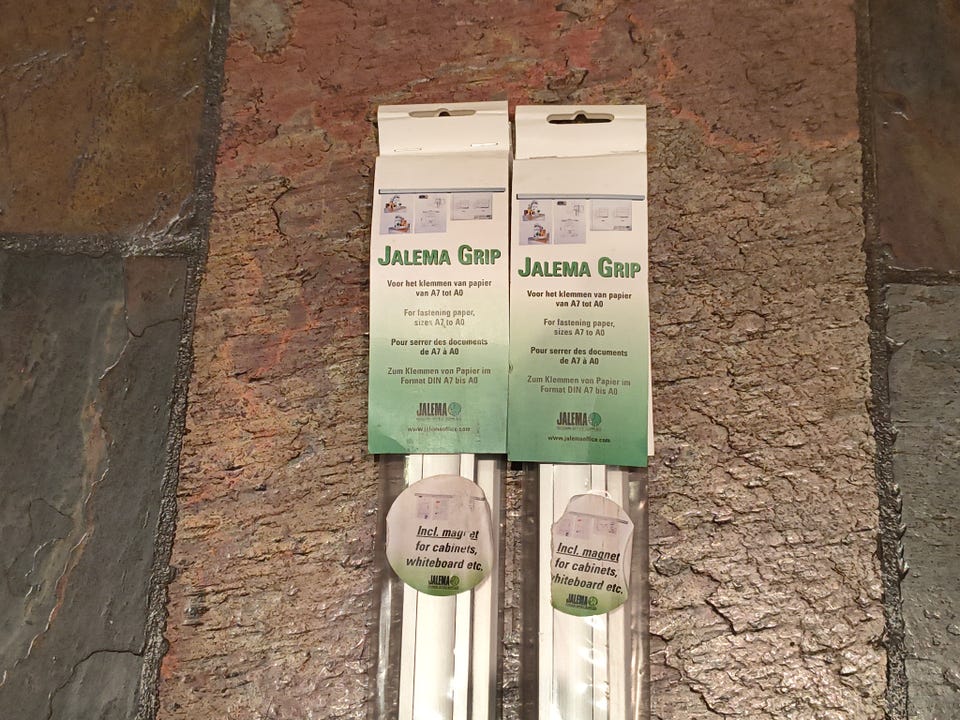 JALEMA GRIP
Voor het klemmen van papier
van A7 tot A0
For fastening paper,
sizes A7 to A0
Pour serrer des documents
de A7 à A0
Zum Klemmen von Papier im
Format DIN A7 bis A0
JALEMA
www.jalemaoffice.com
Incl. magnet
for cabinets,
whiteboard etc.
JALEMA
JALEMA GRIP
Voor het klemmen van papier
van A7 tot A0
For fastening paper,
sizes A7 to A0
Pour serrer des documents
de A7 à A0
Zum Klemmen von Papier im
Format DIN A7 bis A0
JALEMA
www.jalemaoffice.com
Incl. magnet
for cabinets,
whiteboard etc.
JALEMA